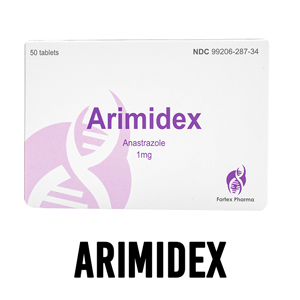 50 tablets
NDC 99206-287-34
Arimidex
Anastrazole
1mg
Fortex Pharma
ARIMIDEX